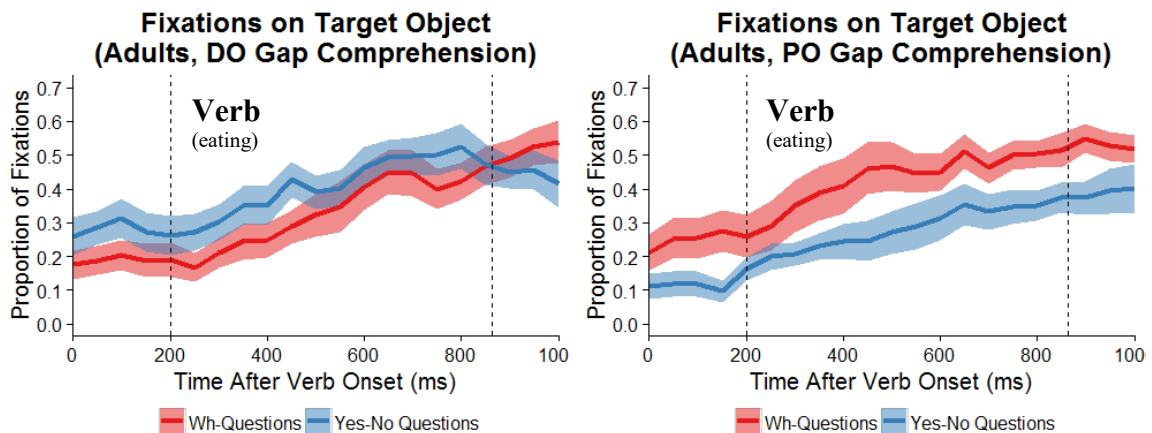 Fixations on Target Object
(Adults, DO Gap Comprehension)
Proportion of Fixations
0.7
0.6
0.5
0.4
0.3
0.2
0.1
0.0
Verb
(eating)
0 200 400 600 800 100
Time After Verb Onset (ms)
Wh-Questions Yes-No Questions
Fixations on Target Object
(Adults, PO Gap Comprehension)
Proportion of Fixations
0.7
0.6
0.5
0.4
0.3
0.2
0.1
0.0
Verb
(eating)
0 200 400 600 800 100
Time After Verb Onset (ms)
Wh-Questions Yes-No Questions